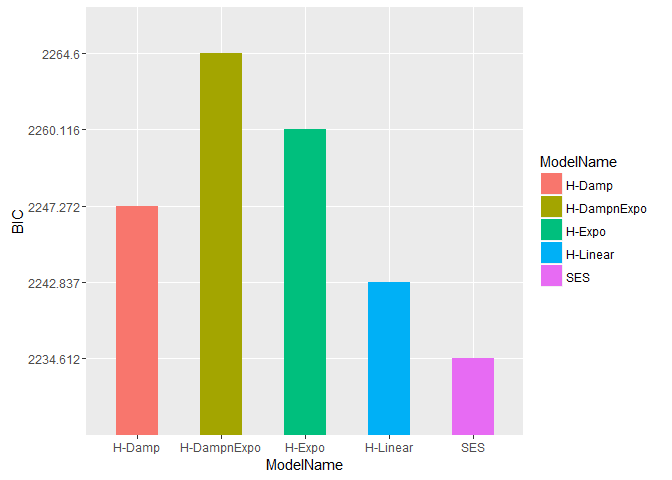 2264.6
2260.116
2247.272
2242.837
2234.612
BIC
H-Damp H-DampnExpo H-Expo H-Linear SES
ModelName
ModelName
H-Damp
H-DampnExpo
H-Expo
H-Linear
SES